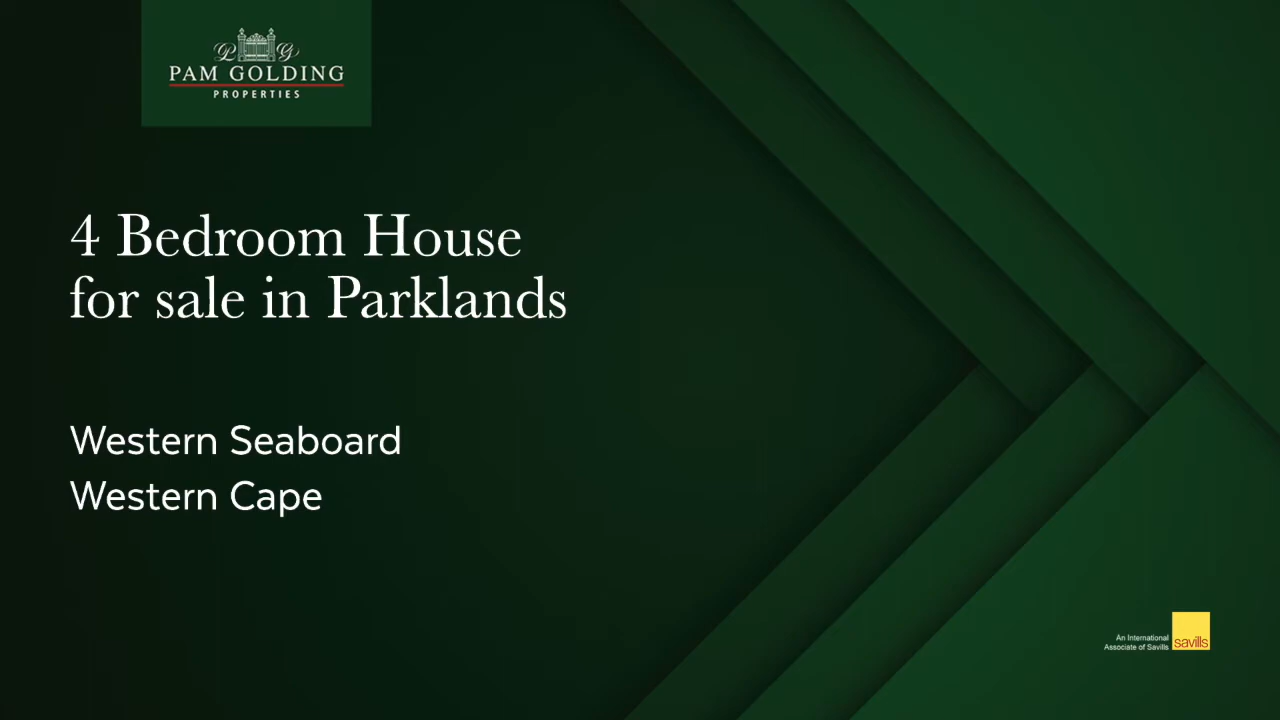 P G
PAM GOLDING
PROPERTIES
4 Bedroom House
for sale in Parklands
Western Seaboard
Western Cape
An International
Associate of Savills
savills